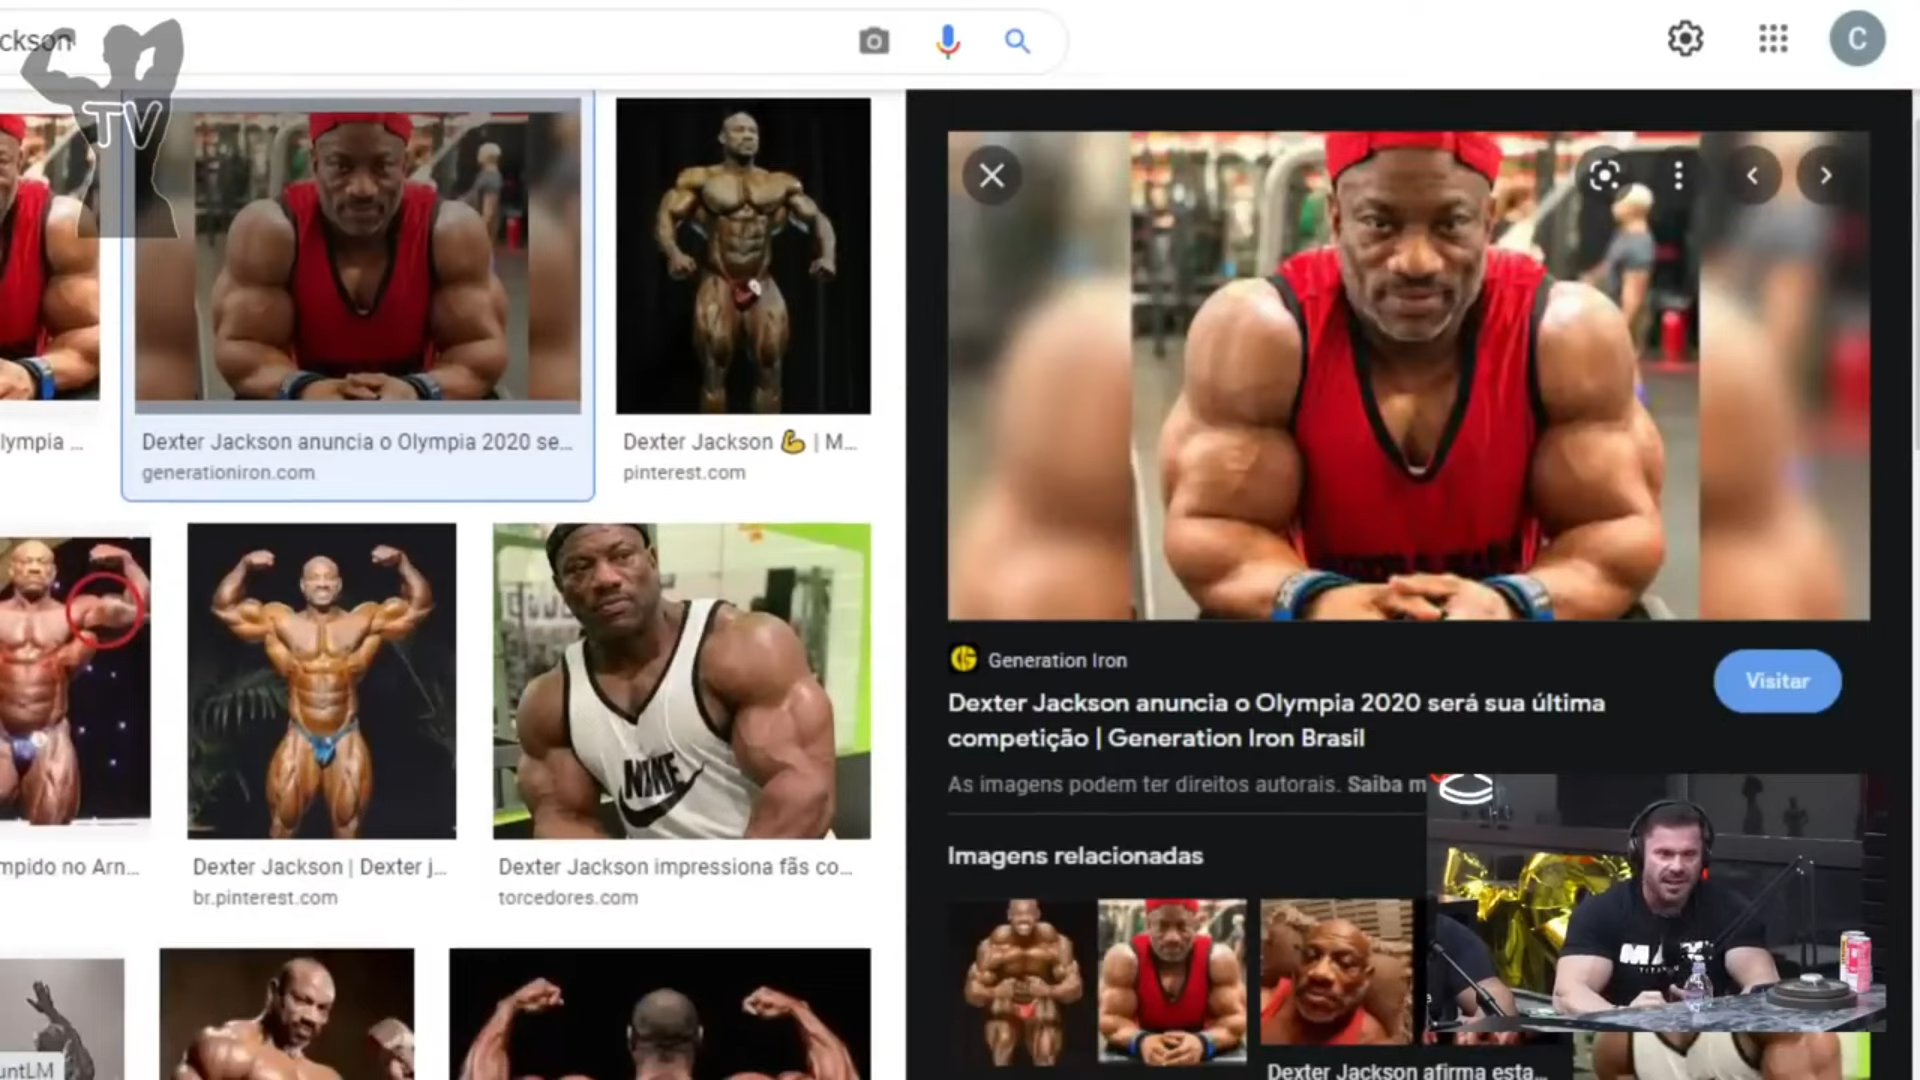 ckson
TV
C
lympia ...
Dexter Jackson anuncia o Olympia 2020 se...
generationiron.com
Dexter Jackson 💪 | M...
pinterest.com
Generation Iron
Visitar
Dexter Jackson anuncia o Olympia 2020 será sua última
competição | Generation Iron Brasil
As imagens podem ter direitos autorais. Saiba m
Imagens relacionadas
mpido no Arn...
Dexter Jackson | Dexter j...
br.pinterest.com
Dexter Jackson impressiona fãs co...
torcedores.com
untLM
Dexter Jackson afirma esta...